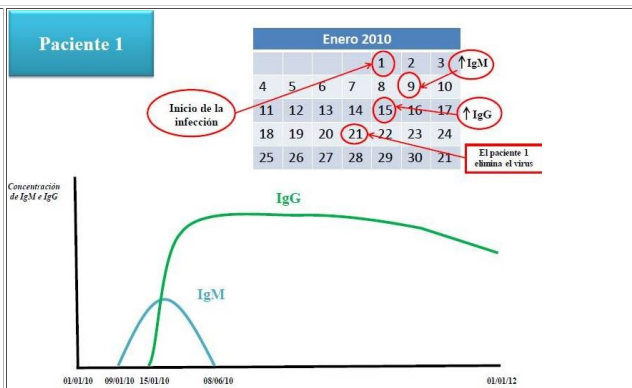 Paciente 1
Enero 2010
1 2 3
↑IgM
4 5 6 7 8 9 10
Inicio de la
infección
11 12 13 14 15 16 17
↑IgG
18 19 20 21 22 23 24
25 26 27 28 29 30 21
El paciente 1
elimina el virus
Concentración
de IgM e IgG
IgG
IgM
01/01/10 09/01/10 15/01/10 08/06/10 01/01/12